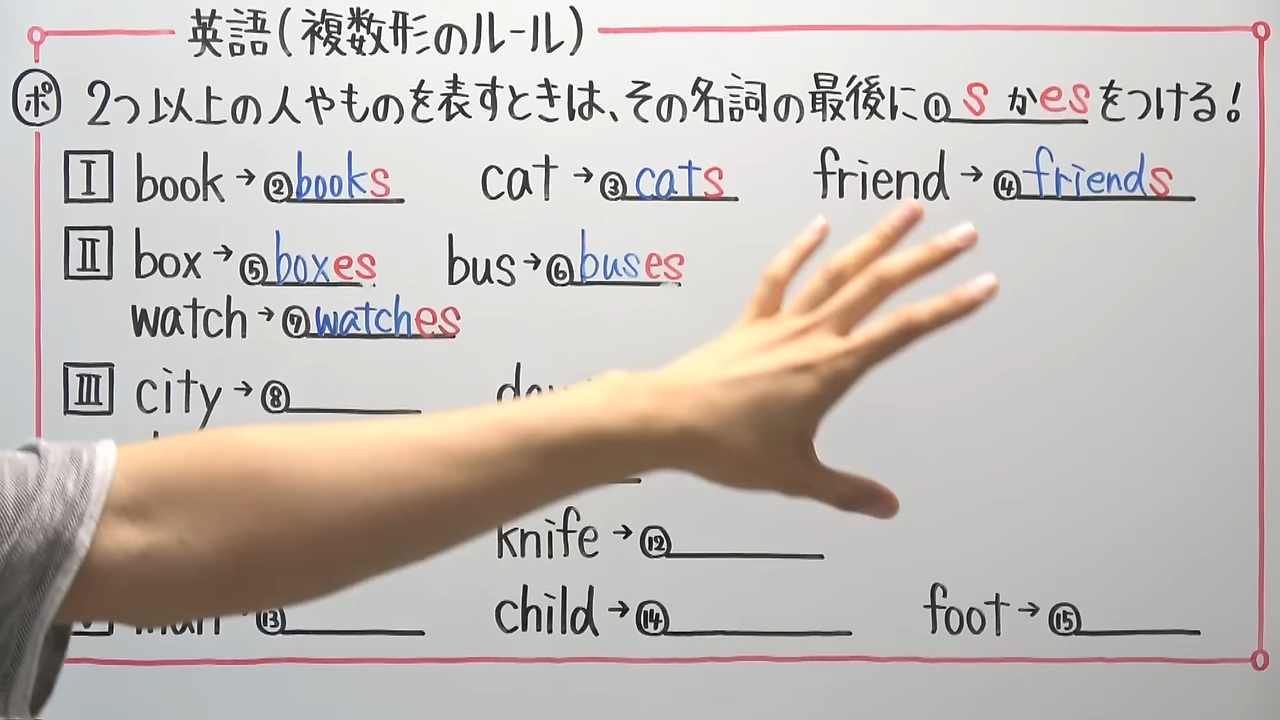 英語(複数形のルール)
ポ 2つ以上の人やものを表すときは、その名詞の最後に①sかesをつける!
Ⅰ book→②books cat→③cats friend→④friends
Ⅱ box→⑤boxes bus→⑥buses
watch→⑦watches
Ⅲ city→⑧
knife→⑫
⑬ child→⑭ foot→⑮